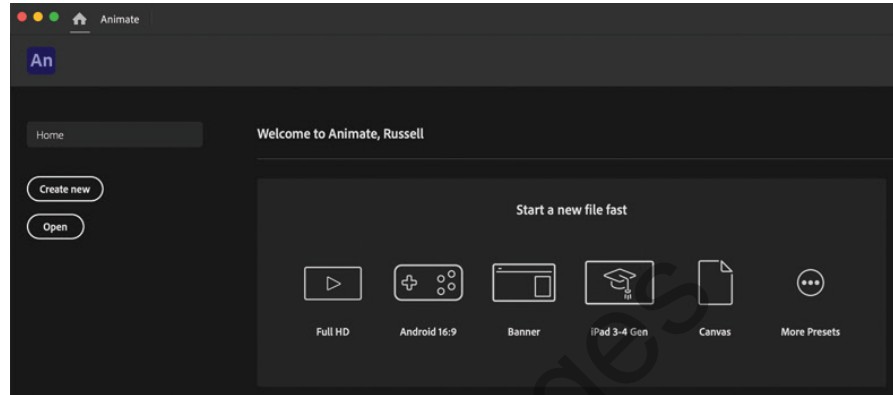 Animate
An
Home
Welcome to Animate, Russell
Create new
Open
Start a new file fast
Full HD
Android 16:9
Banner
iPad 3-4 Gen
Canvas
More Presets